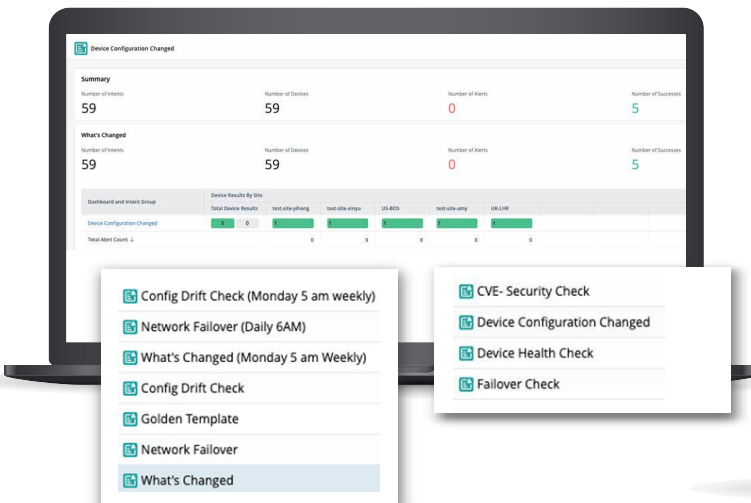 Device Configuration Changed
Summary
Number of Intents Number of Devices Number of Alerts Number of Successes
59 59 0 5
What's Changed
Number of Intents Number of Devices Number of Alerts Number of Successes
59 59 0 5
Dashboard and Intent Group Device Results By Site
Total Device Results test-site-yihang test-site-xinyu US-BOS test-site-amy UK-LHR
Device Configuration Changed 5 0 1 1 1 1 1
Total Alert Count ↓ 0 0 0 0 0
Config Drift Check (Monday 5 am weekly)
Network Failover (Daily 6AM)
What's Changed (Monday 5 am Weekly)
Config Drift Check
Golden Template
Network Failover
What's Changed
CVE- Security Check
Device Configuration Changed
Device Health Check
Failover Check